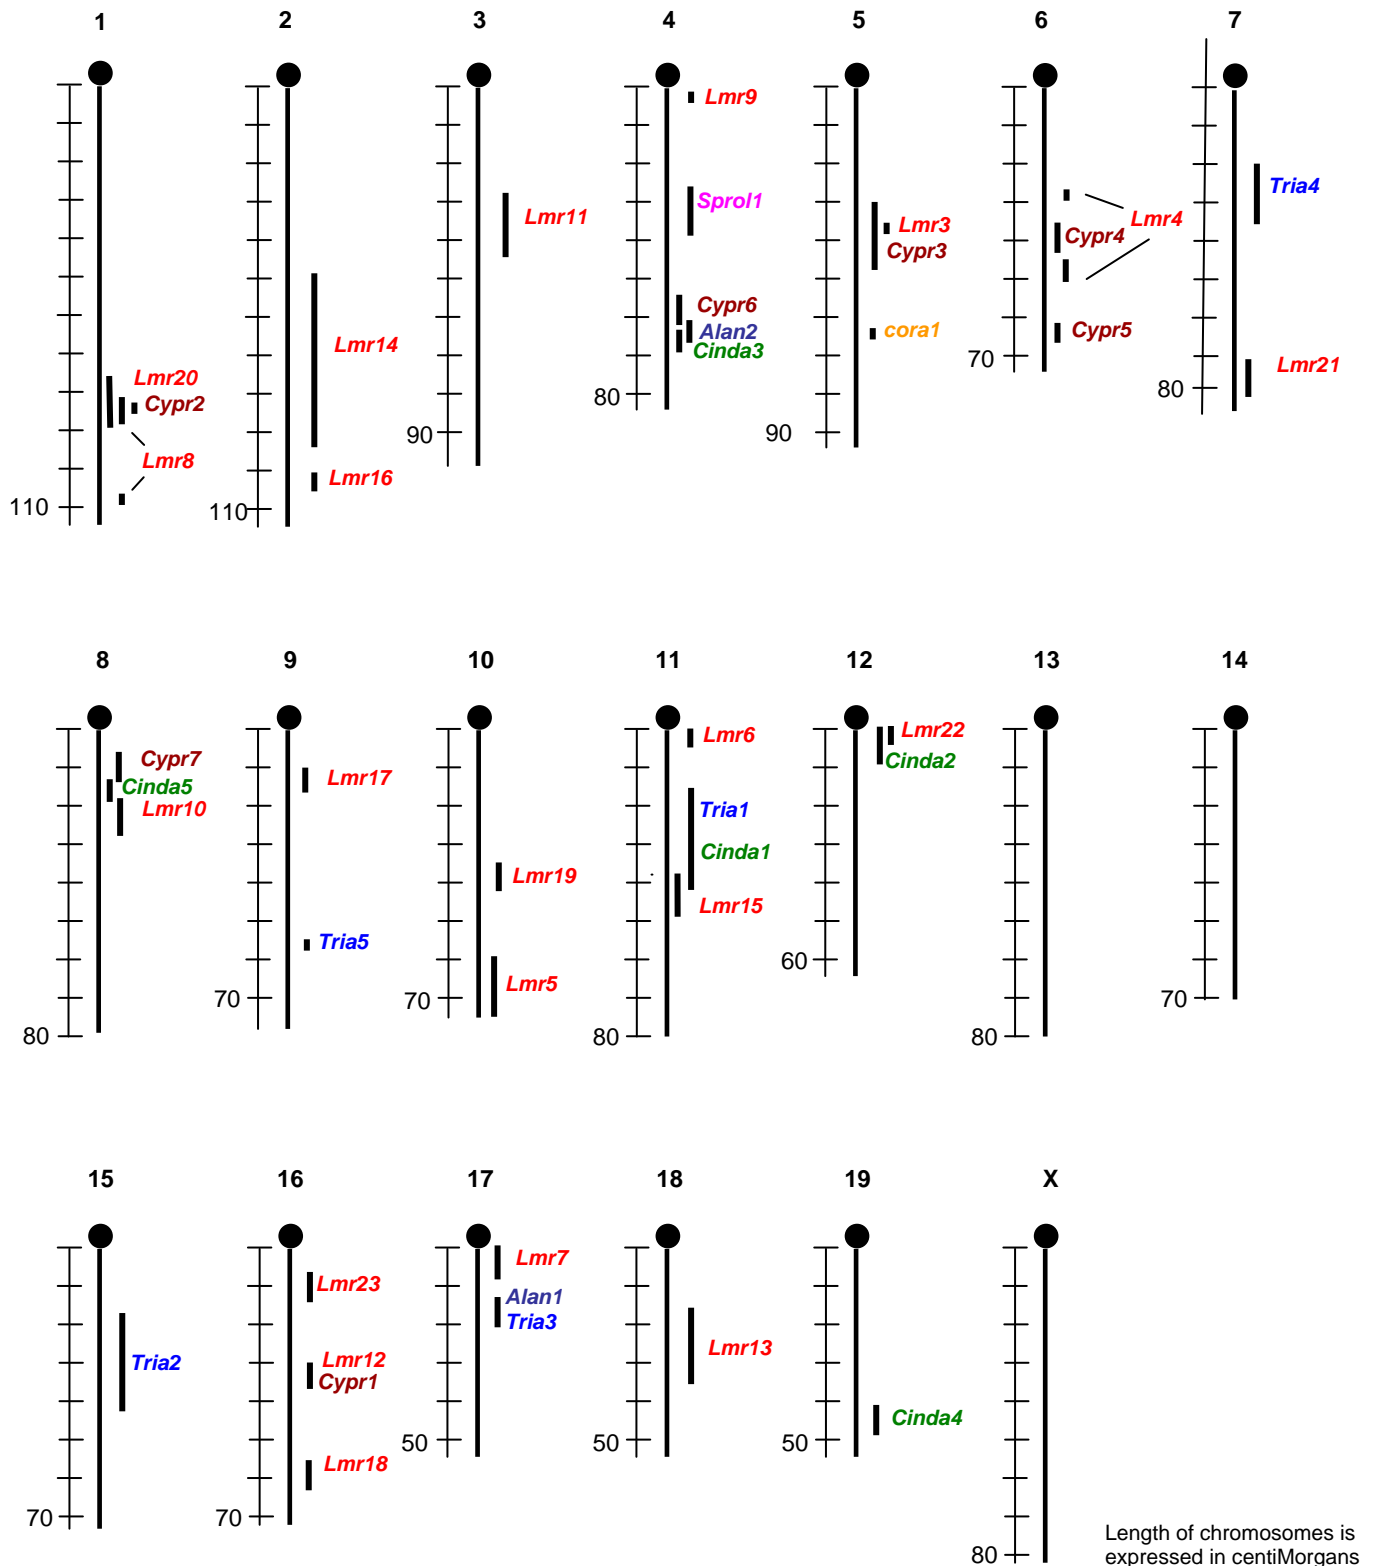 1 2 3 4 5 6 7
Lmr9
Sprol1
Tria4
Lmr11
Lmr3
Lmr4
Cypr4
Cypr3
Cypr6
Alan2
cora1
Cypr5
Lmr14
Cinda3
70
Lmr21
Lmr20
80
80
Cypr2
90
90
Lmr8
Lmr16
110
110
8 9 10 11 12 13 14
Cypr7
Lmr6
Lmr22
Cinda5
Lmr17
Cinda2
Lmr10
Tria1
Cinda1
Lmr19
Lmr15
Tria5
60
Lmr5
70
70
70
80
80
80
15 16 17 18 19 X
Lmr7
Lmr23
Alan1
Tria3
Lmr13
Tria2
Lmr12
Cypr1
Cinda4
50
50
50
Lmr18
70
70
Length of chromosomes is
80
expressed in centiMorgans